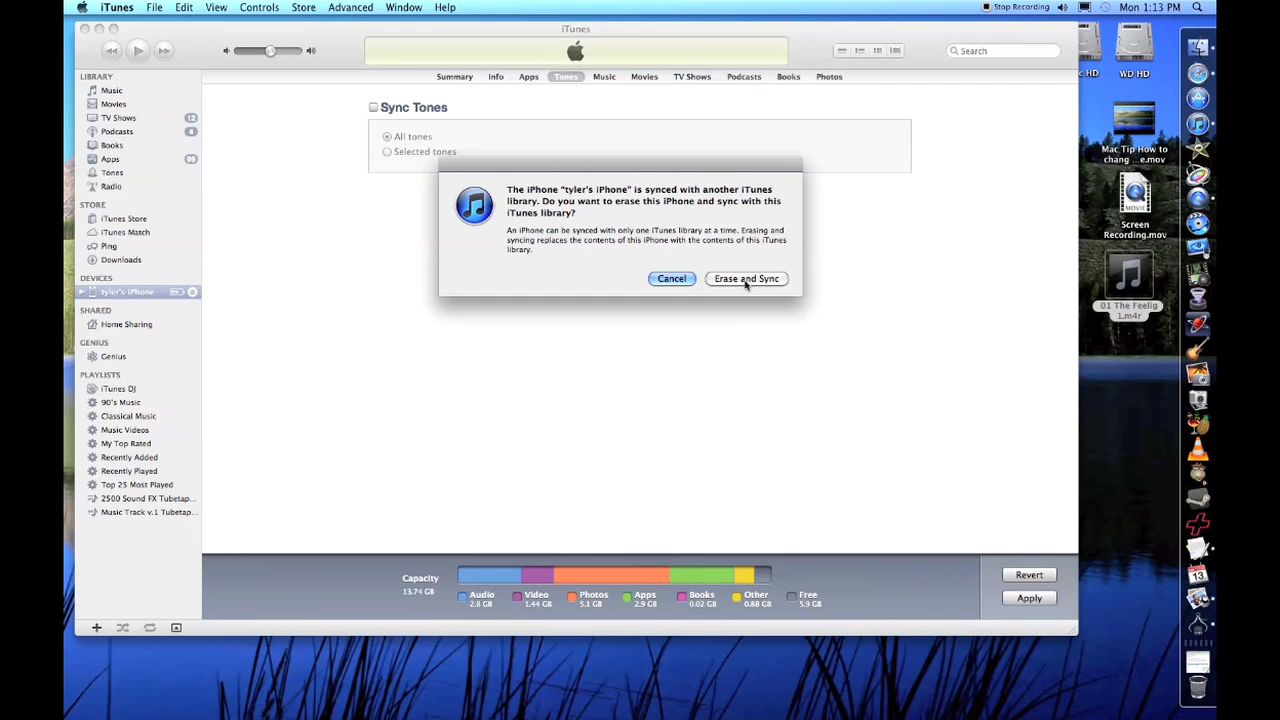 iTunes File Edit View Controls Store Advanced Window Help
Stop Recording Mon 1:13 PM
iTunes
Search
Summary Info Apps Tones Music Movies TV Shows Podcasts Books Photos
LIBRARY
Music
Movies
TV Shows 12
Podcasts 4
Books
Apps
Tones
Radio
STORE
iTunes Store
iTunes Match
Ping
Downloads
DEVICES
tyler's iPhone
SHARED
Home Sharing
GENIUS
Genius
PLAYLISTS
iTunes DJ
90's Music
Classical Music
Music Videos
My Top Rated
Recently Added
Recently Played
Top 25 Most Played
2500 Sound FX Tubetap...
Music Track v.1 Tubetap...
Sync Tones
All tones
Selected tones
The iPhone “tyler's iPhone” is synced with another iTunes
library. Do you want to erase this iPhone and sync with this
iTunes library?
An iPhone can be synced with only one iTunes library at a time. Erasing and
syncing replaces the contents of this iPhone with the contents of this iTunes
library.
Cancel Erase and Sync
Capacity
13.74 GB
Audio
2.8 GB
Video
1.44 GB
Photos
5.1 GB
Apps
2.9 GB
Books
0.02 GB
Other
0.88 GB
Free
5.9 GB
Revert
Apply
HD
WD HD
Mac Tip How to
chang ...e.mov
MOVIE
Screen
Recording.mov
01 The Feelig
1.m4r
13